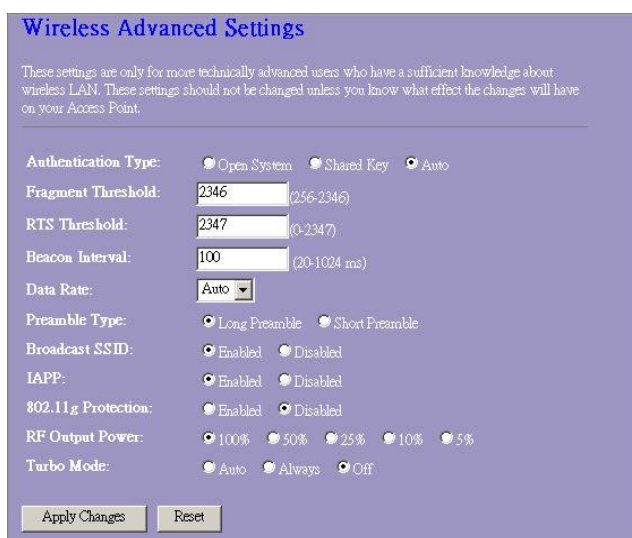 Wireless Advanced Settings
These settings are only for more technically advanced users who have a sufficient knowledge about
wireless LAN. These settings should not be changed unless you know what effect the changes will have
on your Access Point.
Authentication Type: Open System Shared Key Auto
Fragment Threshold: 2346 (256-2346)
RTS Threshold: 2347 (0-2347)
Beacon Interval: 100 (20-1024 ms)
Data Rate: Auto
Preamble Type: Long Preamble Short Preamble
Broadcast SSID: Enabled Disabled
IAPP: Enabled Disabled
802.11g Protection: Enabled Disabled
RF Output Power: 100% 50% 25% 10% 5%
Turbo Mode: Auto Always Off
Apply Changes Reset